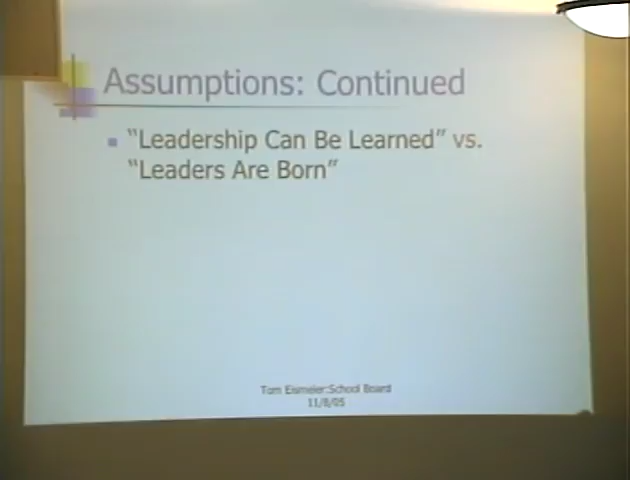 Assumptions: Continued
“Leadership Can Be Learned” vs.
“Leaders Are Born”
Tom Eismeier:School Board
11/8/05